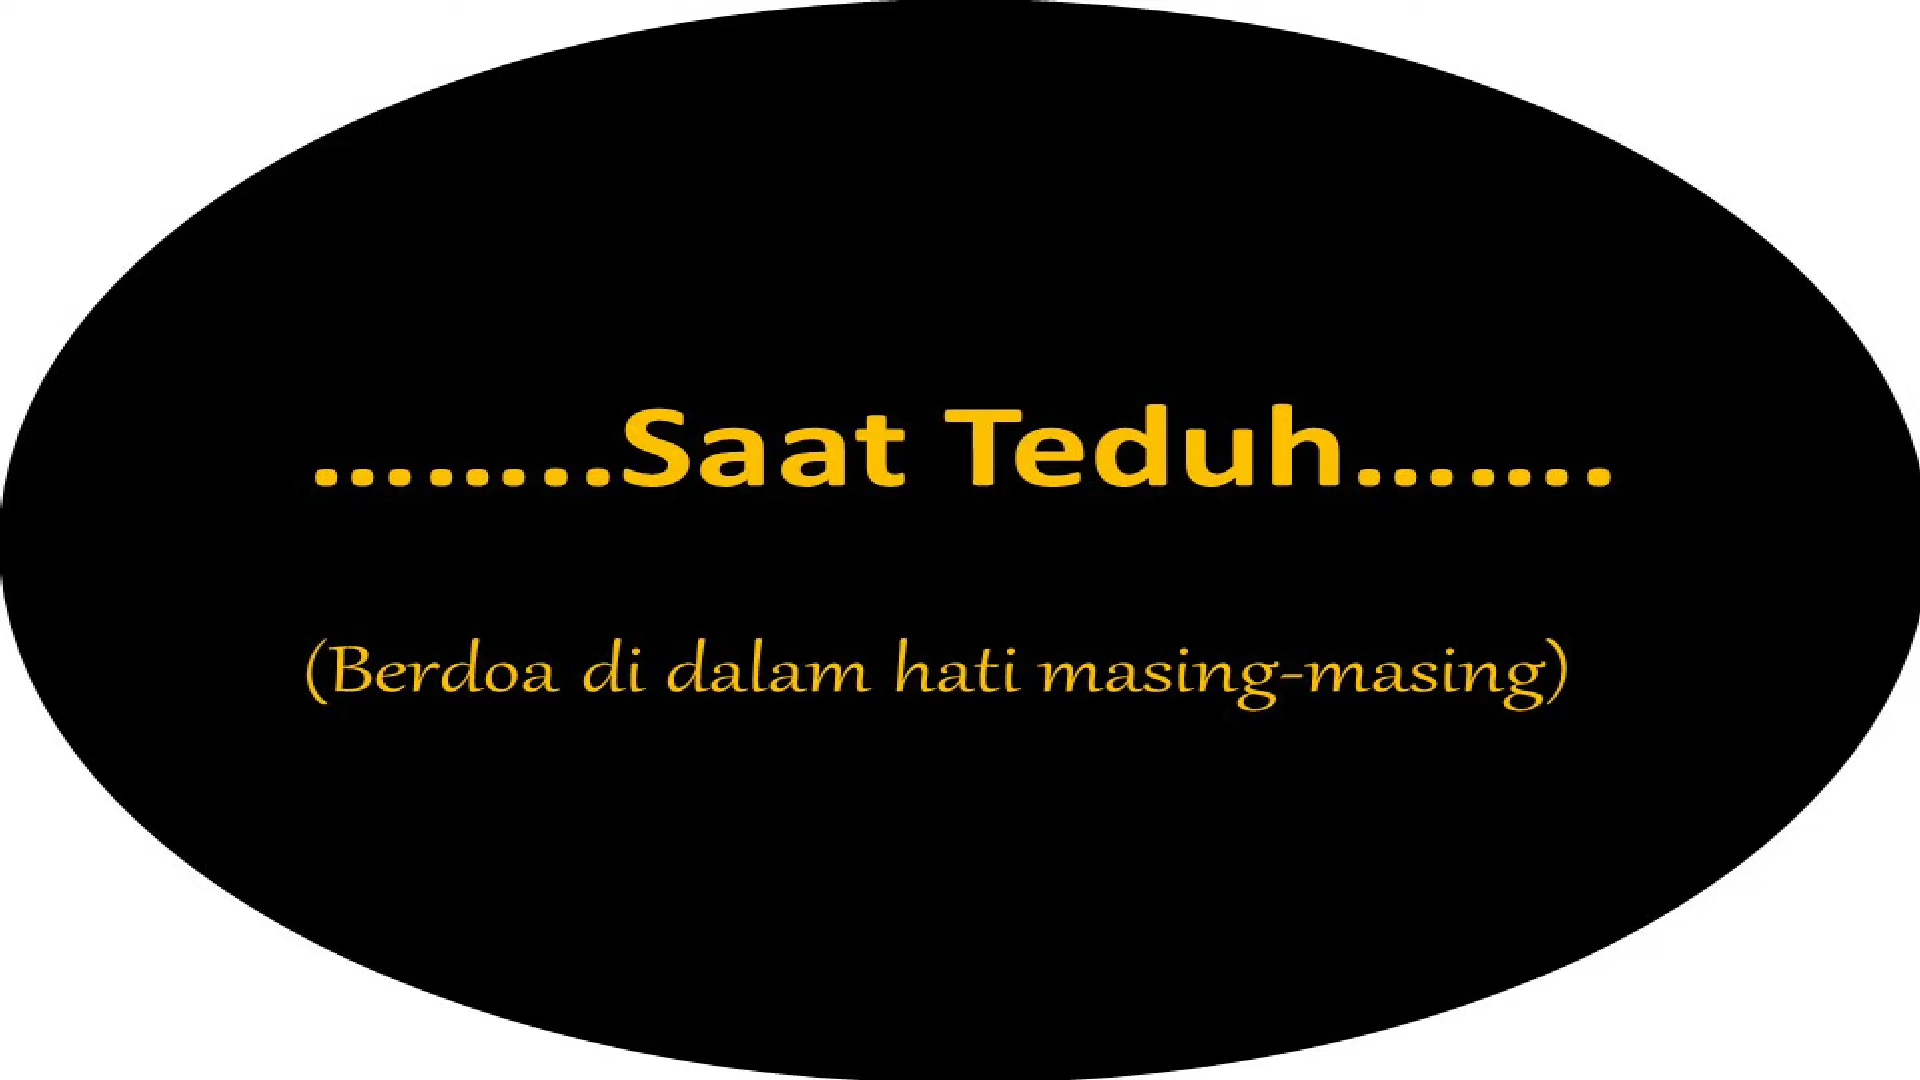 ........Saat Teduh.......
(Berdoa di dalam hati masing-masing)